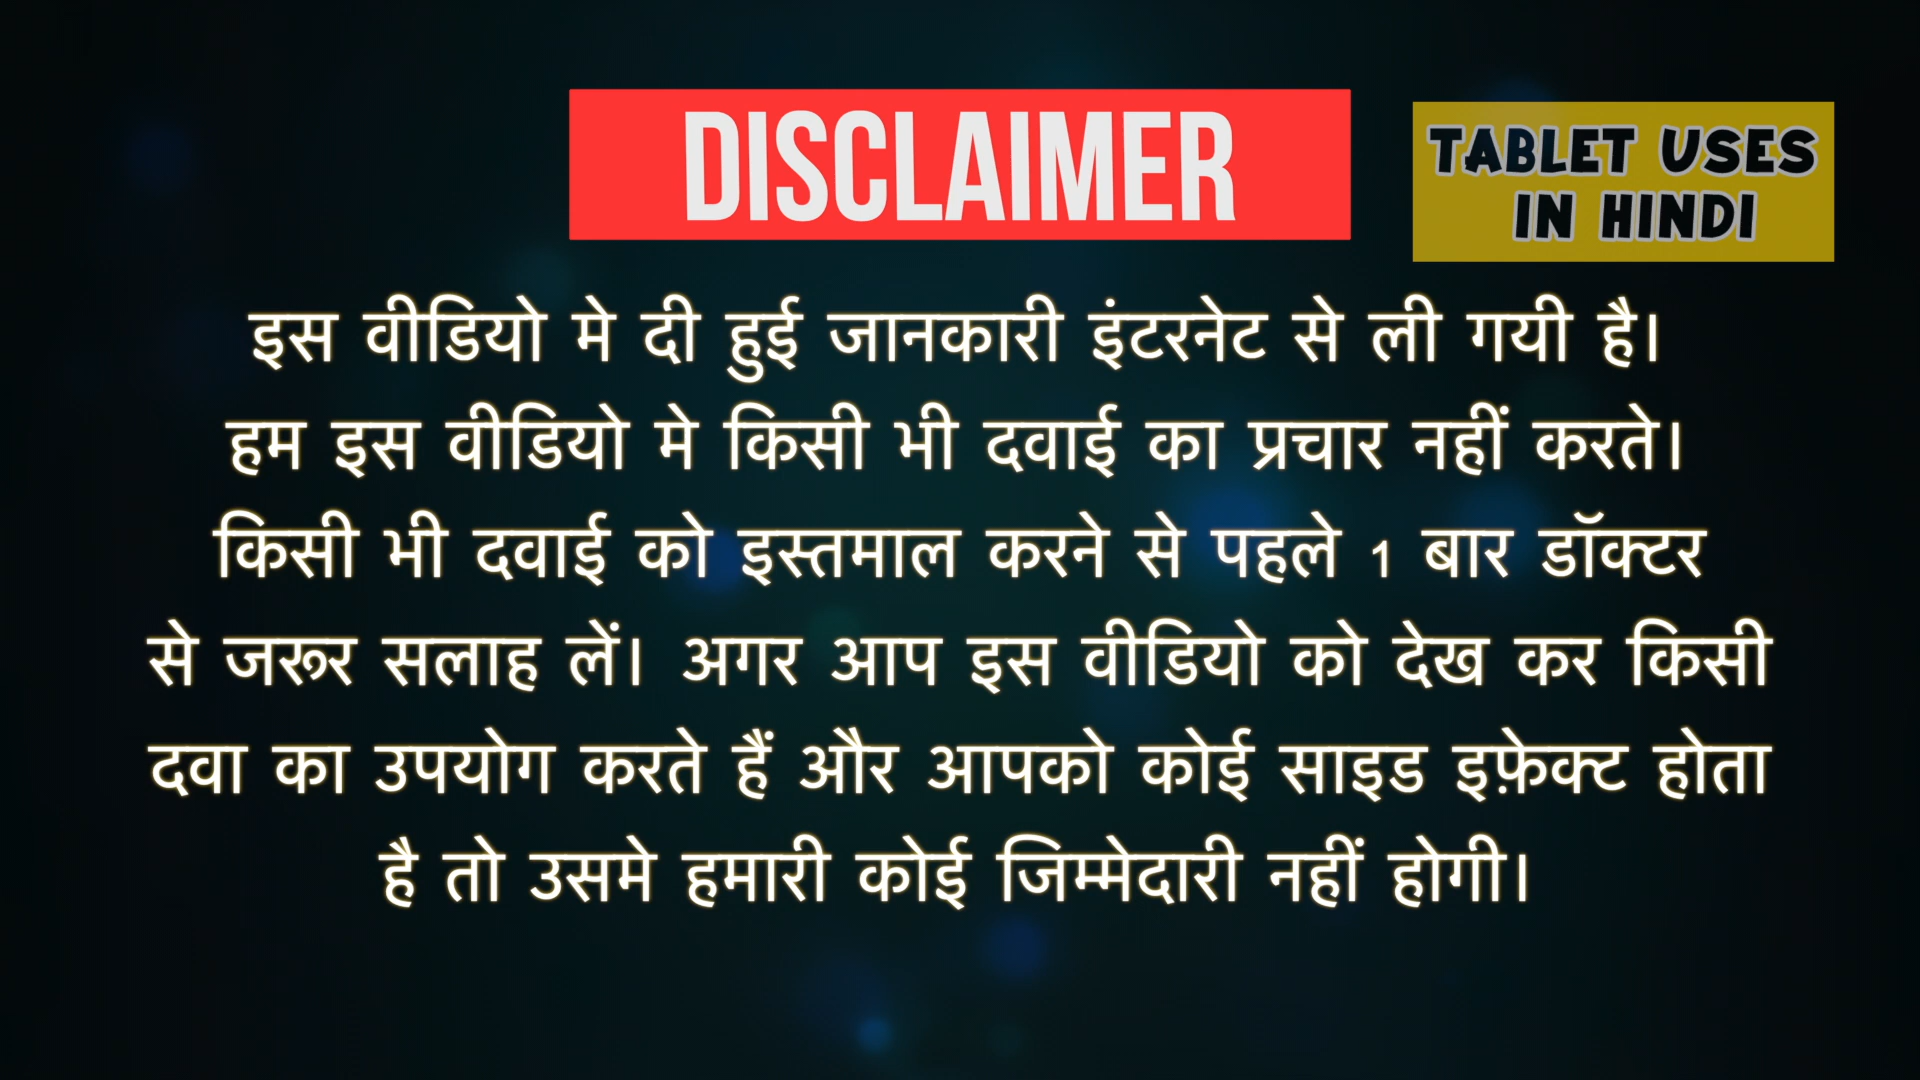 DISCLAIMER
TABLET USES
IN HINDI
इस वीडियो मे दी हुई जानकारी इंटरनेट से ली गयी है।
हम इस वीडियो मे किसी भी दवाई का प्रचार नहीं करते।
किसी भी दवाई को इस्तमाल करने से पहले 1 बार डॉक्टर
से जरूर सलाह लें। अगर आप इस वीडियो को देख कर किसी
दवा का उपयोग करते हैं और आपको कोई साइड इफ़ेक्ट होता
है तो उसमे हमारी कोई जिम्मेदारी नहीं होगी।